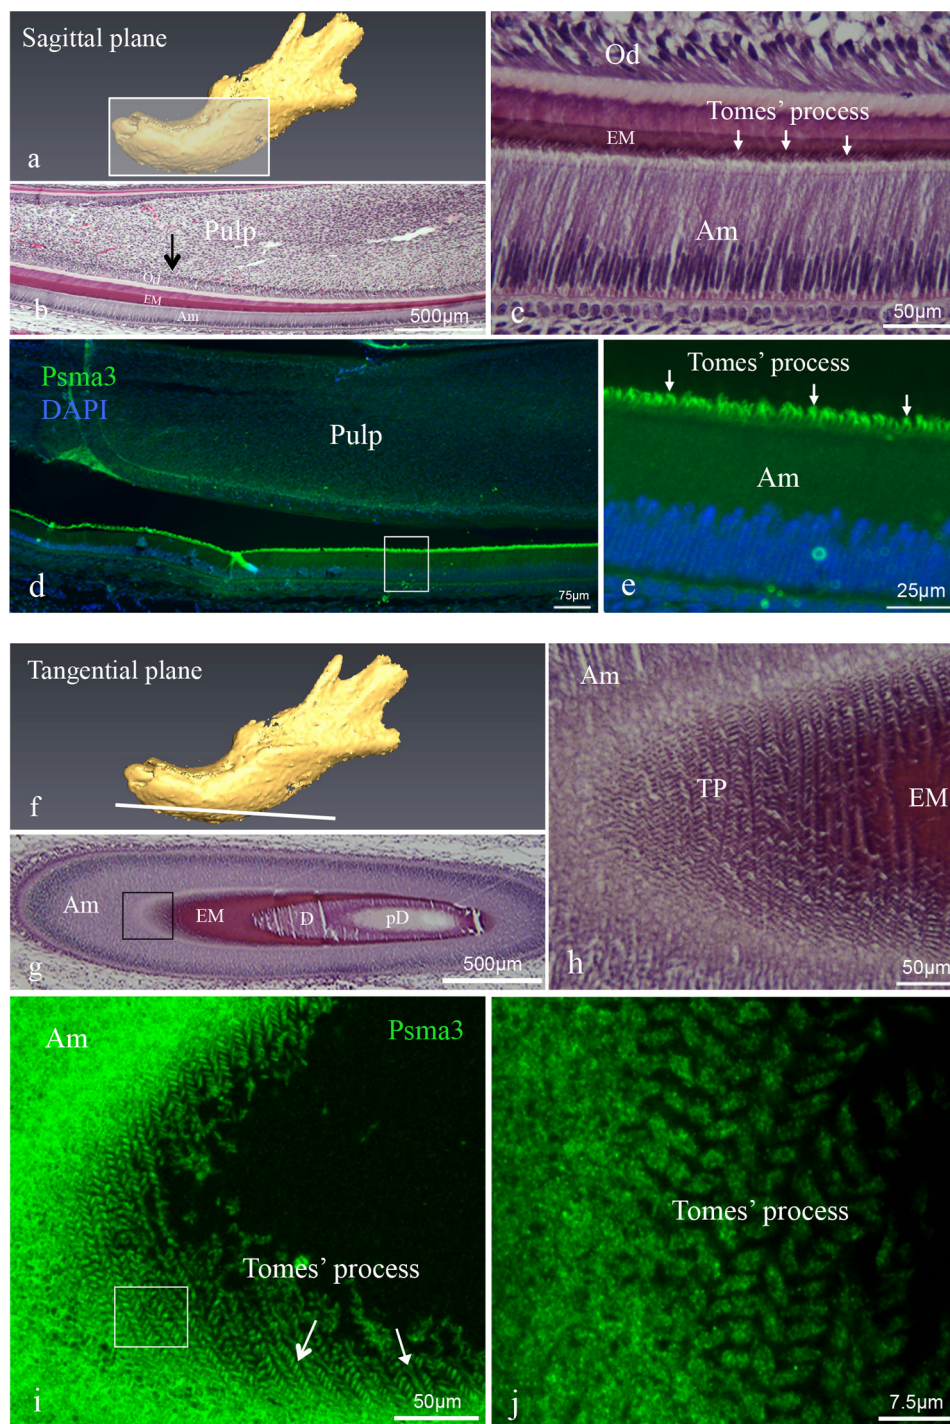 Sagittal plane
a
Pulp
Od
EM
Am
b
500µm
Od
Tomes’ process
EM
Am
c
50µm
Psma3
DAPI
Pulp
d
75µm
Tomes’ process
Am
e
25µm
Tangential plane
f
Am
EM
D
pD
g
500µm
Am
TP
EM
h
50µm
Am
Psma3
Tomes’ process
i
50µm
Tomes’ process
j
7.5µm